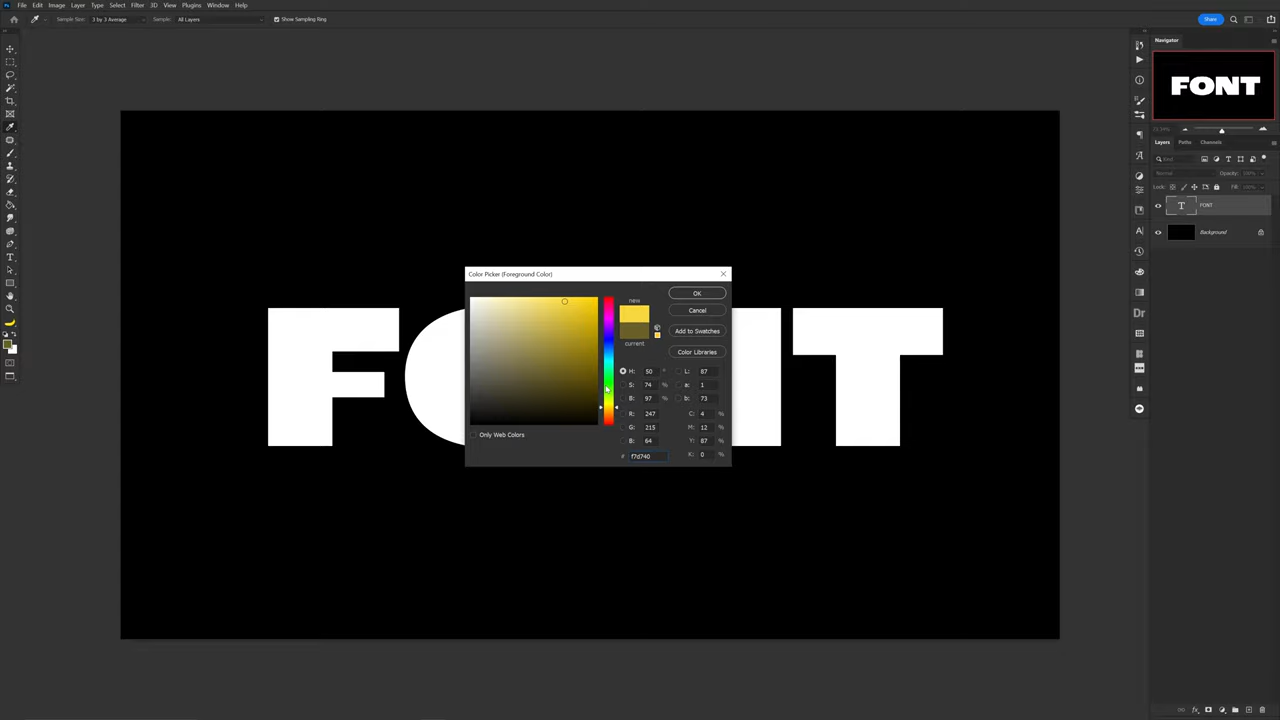 File Edit Image Layer Type Select Filter 3D View Plugins Window Help
Sample Size: 3 by 3 Average Sample: All Layers Show Sampling Ring Share
Navigator
FONT
Layers Paths Channels
Kind
Normal Opacity: 100%
Lock: Fill: 100%
T FONT
Background
FONT
Color Picker (Foreground Color)
new
current
OK
Cancel
Add to Swatches
Color Libraries
H: 50 ° L: 87
S: 74 % a: 1
B: 97 % b: 73
R: 247 C: 4 %
G: 215 M: 12 %
B: 64 Y: 87 %
# f7d740 K: 0 %
Only Web Colors